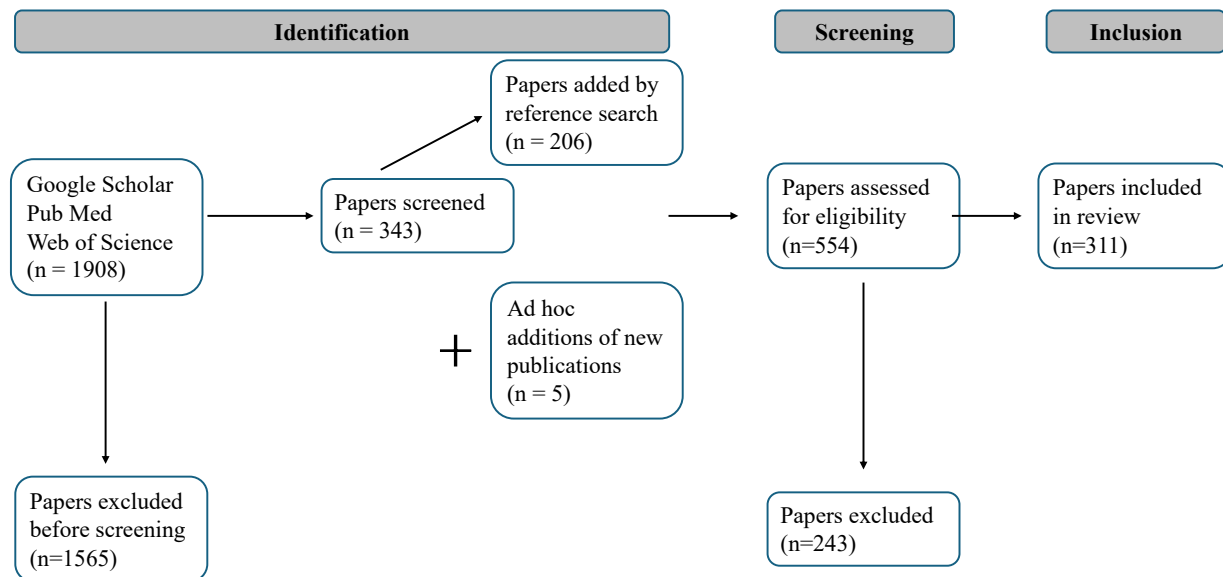 Identification
Screening
Inclusion
Papers added by
reference search
(n = 206)
Google Scholar
Pub Med
Web of Science
(n = 1908)
Papers screened
(n = 343)
Papers assessed
for eligibility
(n=554)
Papers included
in review
(n=311)
+
Ad hoc
additions of new
publications
(n = 5)
Papers excluded
before screening
(n=1565)
Papers excluded
(n=243)